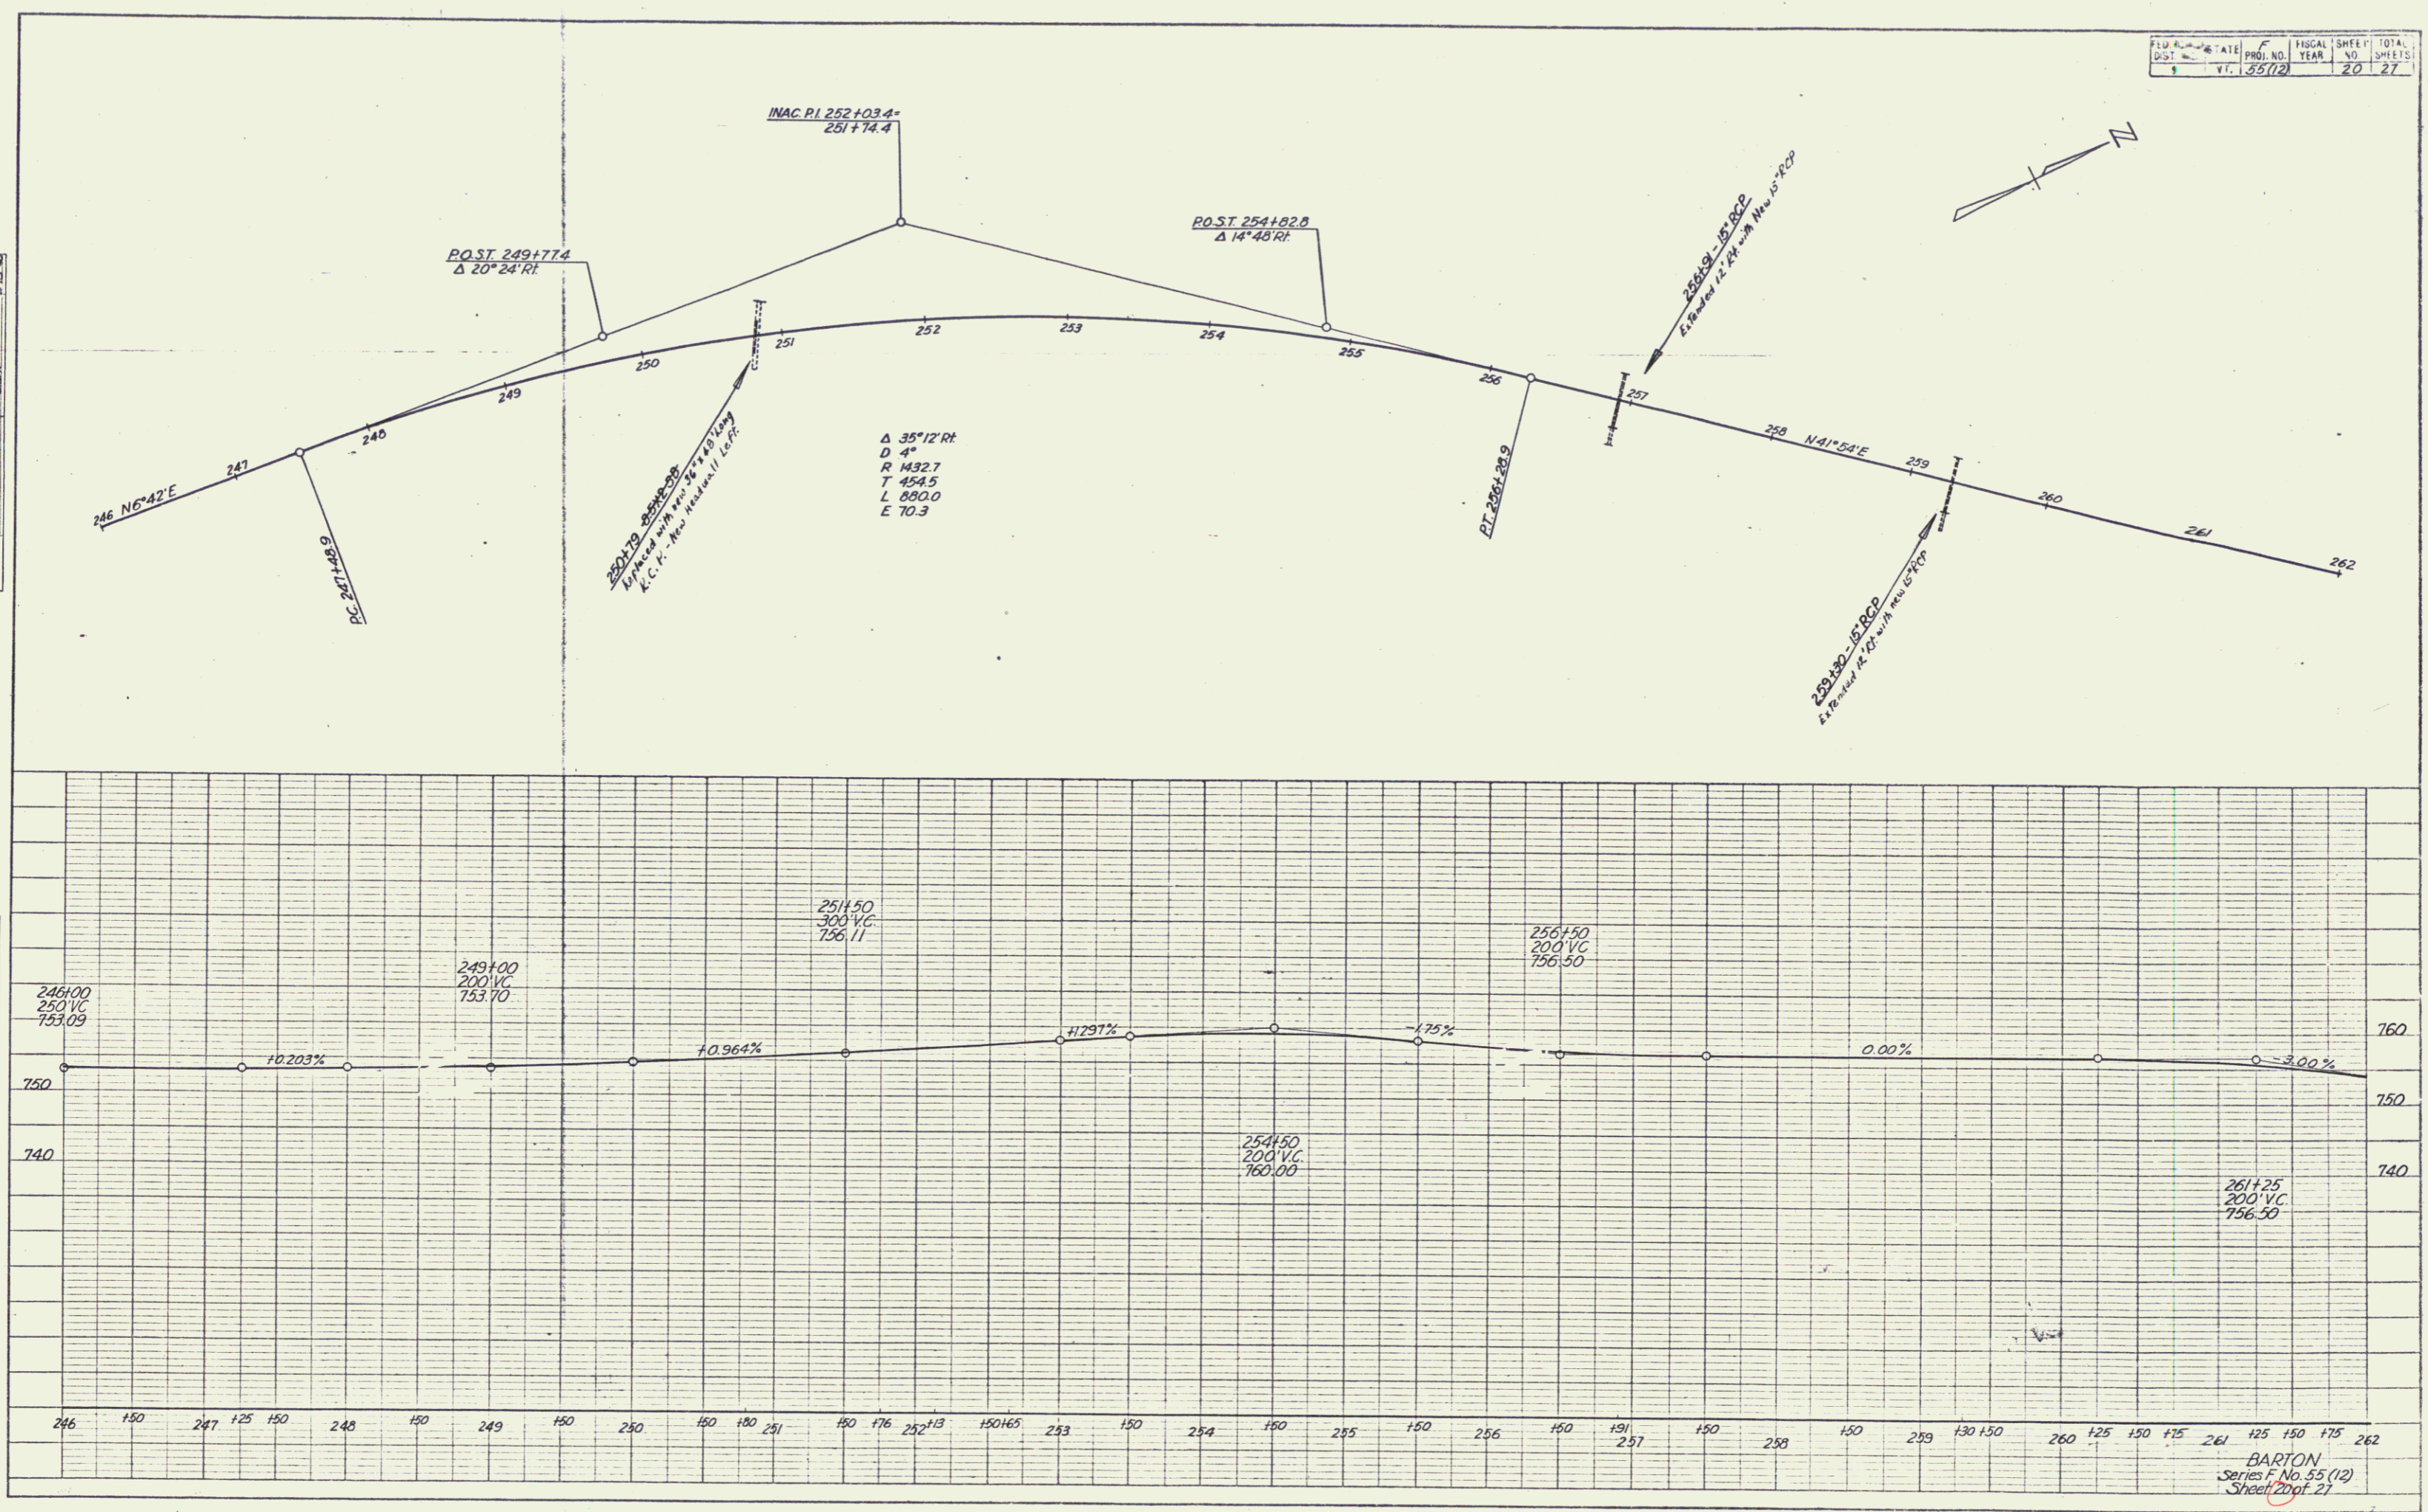 FED. ROAD DIST. STATE F PROJ. NO. FISCAL YEAR SHEET NO. TOTAL SHEETS
VT. 55(12) 20 27
INAC. P.I. 252+03.4=
251+74.4
N
P.O.S.T. 249+77.4
Δ 20°24' Rt.
P.O.S.T. 254+82.8
Δ 14°48' Rt.
256+91 - 15" RCP
Extended 12' Rt. with New 15" RCP
246 N6°42'E 247 248 249 250 251 252 253 254 255 256 257 258 N41°54'E 259 260 261 262
P.C. 247+48.9
250+79
Replaced with new 36" x 68' Long
R.C.P. - New Headwall Left.
Δ 35°12' Rt.
D 4°
R 1432.7
T 454.5
L 880.0
E 70.3
P.T. 256+28.9
259+30 - 15" RCP
Extended 12' Rt. with new 15" RCP
251+50
300' V.C.
756.11
256+50
200' VC
756.50
249+00
200' VC
753.70
246+00
250' VC
753.09
+0.203%
+0.964%
+1.297%
-1.75%
0.00%
-3.00%
760
750
750
740
740
254+50
200' V.C.
760.00
261+25
200' V.C.
756.50
246 +50 247 +25 +50 248 +50 249 +50 250 +50 +80 251 +50 +76 252 +13 +50 +65 253 +50 254 +50 255 +50 256 +50 +91 257 +50 258 +50 259 +30 +50 260 +25 +50 +75 261 +25 +50 +75 262
BARTON
Series F No. 55 (12)
Sheet 20 of 27